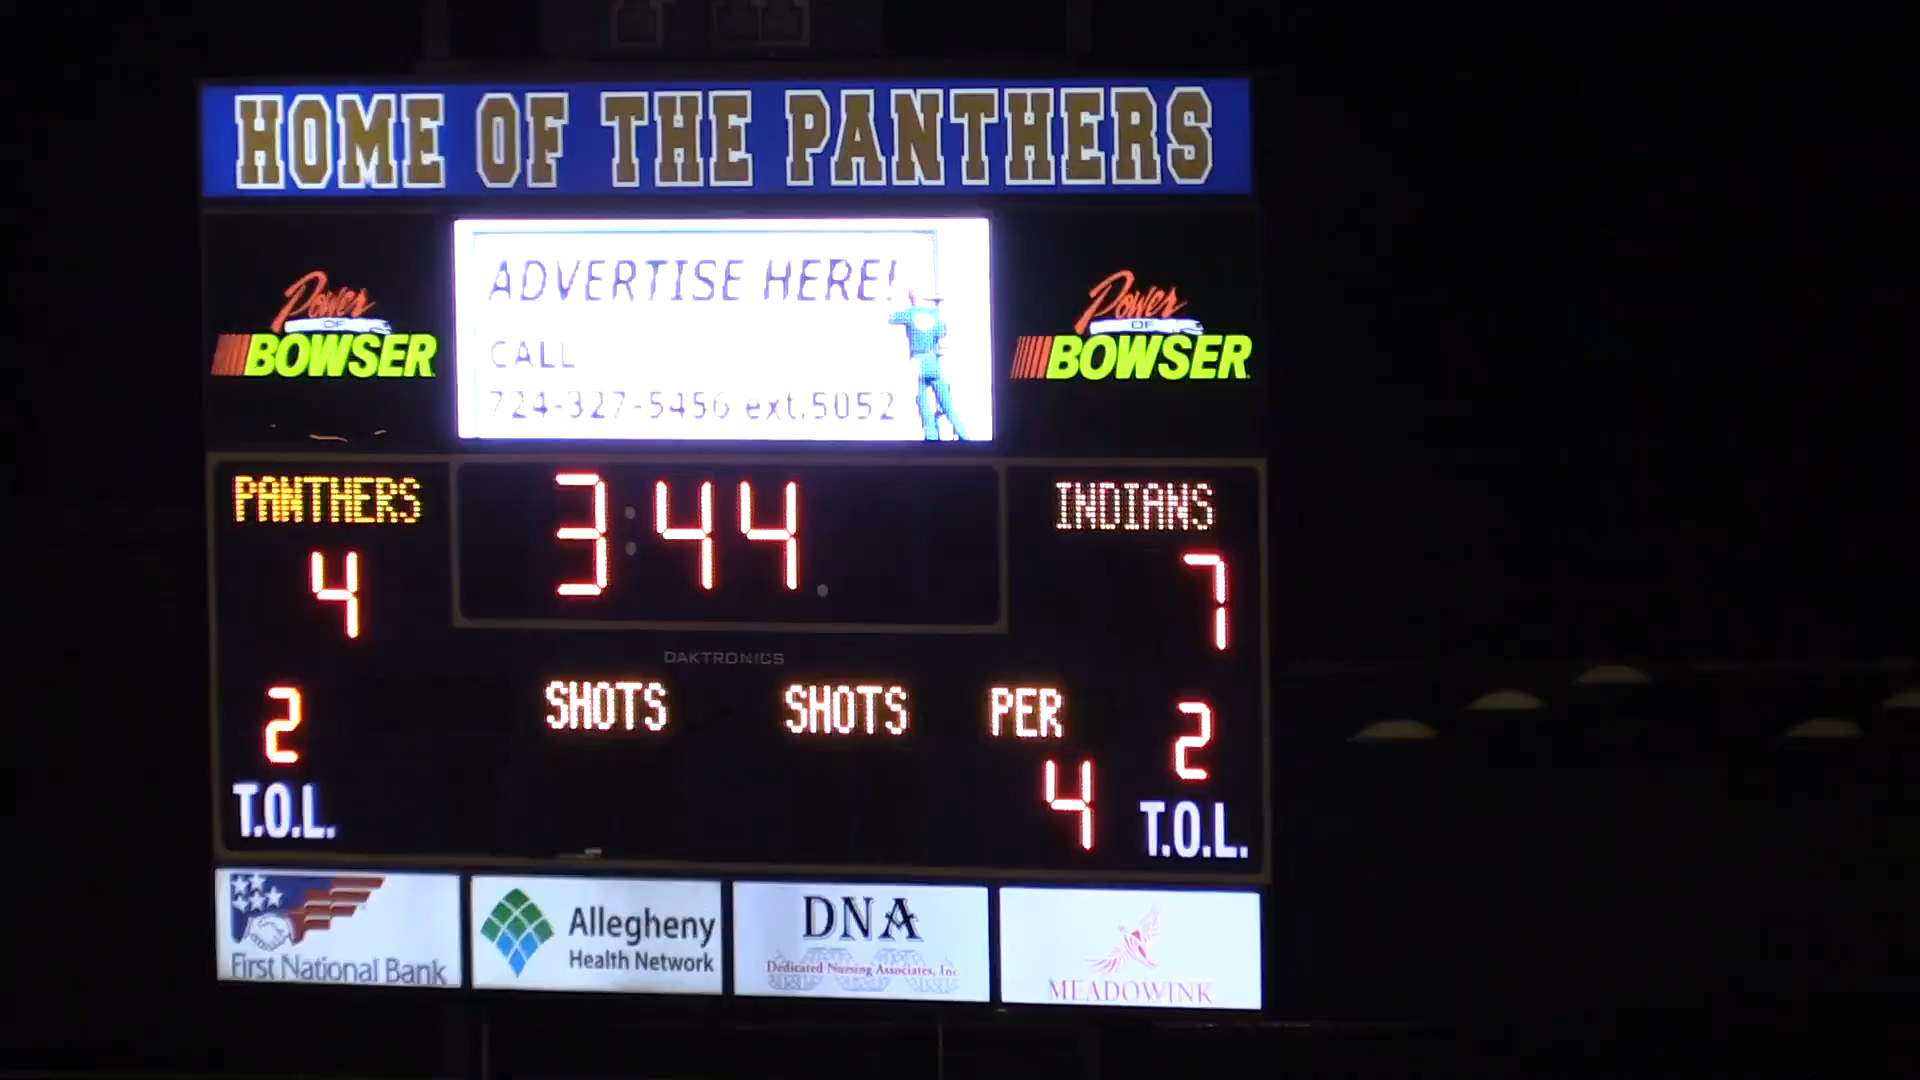 HOME OF THE PANTHERS
Power
OF
BOWSER
ADVERTISE HERE!
CALL
724-327-5456 ext.5052
Power
OF
BOWSER
PANTHERS
3:44
INDIANS
4
7
DAKTRONICS
SHOTS
SHOTS
PER
2
2
4
T.O.L.
T.O.L.
First National Bank
Allegheny
Health Network
DNA
Dedicated Nursing Associates, Inc
MEADOWINK